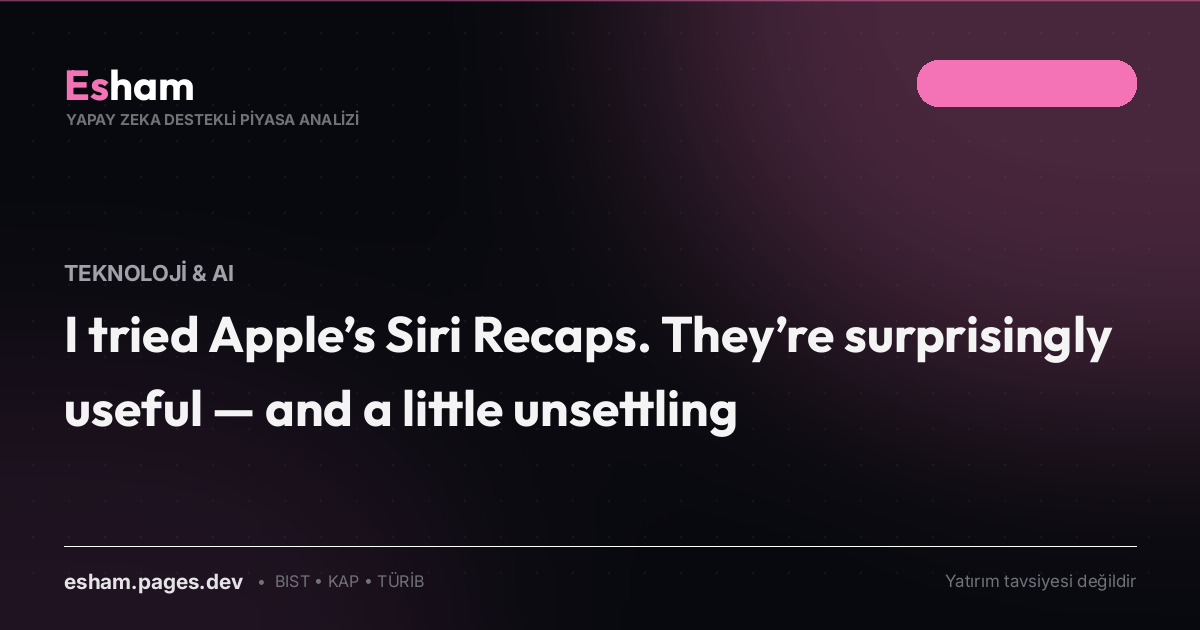 Esham
YAPAY ZEKA DESTEKLİ PİYASA ANALİZİ
TEKNOLOJİ & AI
I tried Apple’s Siri Recaps. They’re surprisingly
useful — and a little unsettling
esham.pages.dev • BIST • KAP • TÜRİB
Yatırım tavsiyesi değildir